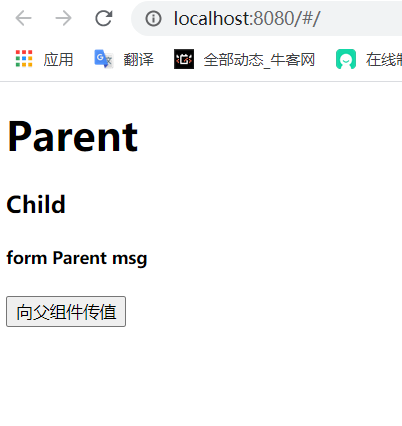 localhost:8080/#/
应用 翻译 全部动态_牛客网 在线制
Parent
Child
form Parent msg
向父组件传值